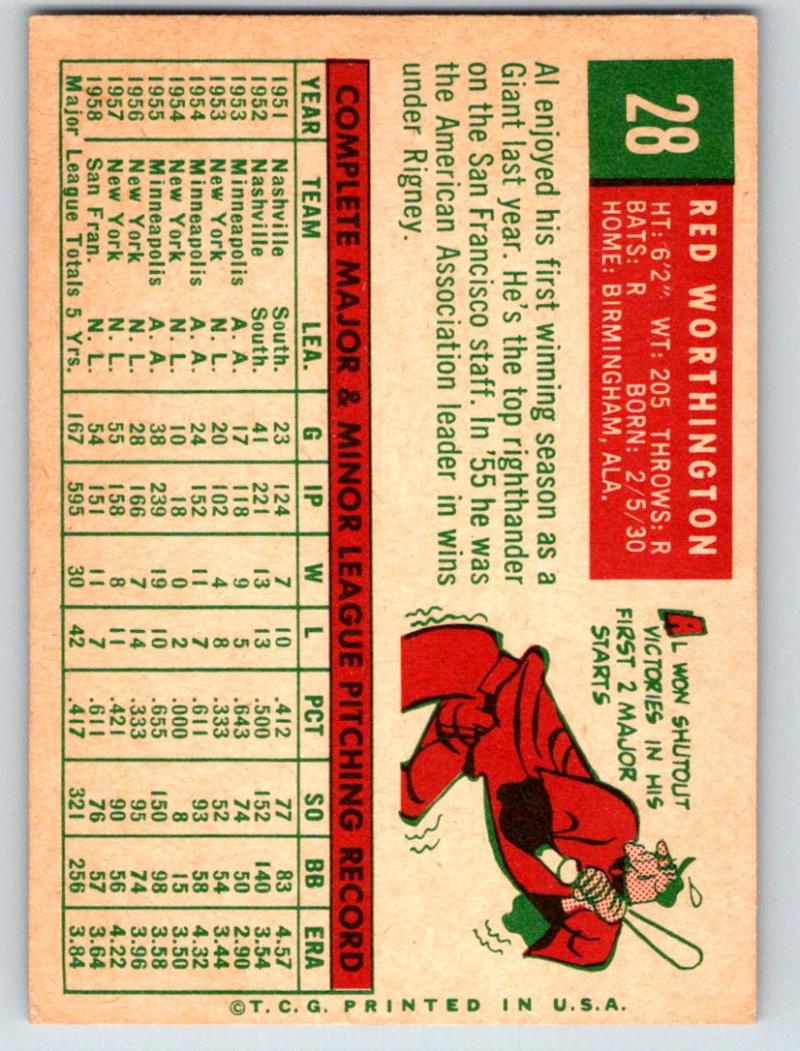 28
RED WORTHINGTON
HT: 6'2" WT: 205 THROWS: R
BATS: R BORN: 2/5/30
HOME: BIRMINGHAM, ALA.
Al enjoyed his first winning season as a
Giant last year. He's the top righthander
on the San Francisco staff. In '55 he was
the American Association leader in wins
under Rigney.
AL WON SHUTOUT
VICTORIES IN HIS
FIRST 2 MAJOR
STARTS
COMPLETE MAJOR & MINOR LEAGUE PITCHING RECORD
YEAR TEAM LEA. G IP W L PCT SO BB ERA
1951 Nashville South. 23 124 7 10 .412 77 83 4.57
1952 Nashville South. 41 221 13 13 .500 152 140 3.54
1953 Minneapolis A. A. 17 118 9 5 .643 74 50 2.90
1953 New York N. L. 20 102 4 8 .333 52 54 3.44
1954 Minneapolis A. A. 24 152 11 7 .611 93 58 4.32
1954 New York N. L. 10 18 0 2 .000 8 15 3.50
1955 Minneapolis A. A. 38 239 19 10 .655 150 98 3.58
1956 New York N. L. 28 166 7 14 .333 95 74 3.96
1957 New York N. L. 55 158 8 11 .421 90 56 4.22
1958 San Fran. N. L. 54 151 11 7 .611 76 57 3.64
Major League Totals 5 Yrs. 167 595 30 42 .417 321 256 3.84
©T.C.G. PRINTED IN U.S.A.